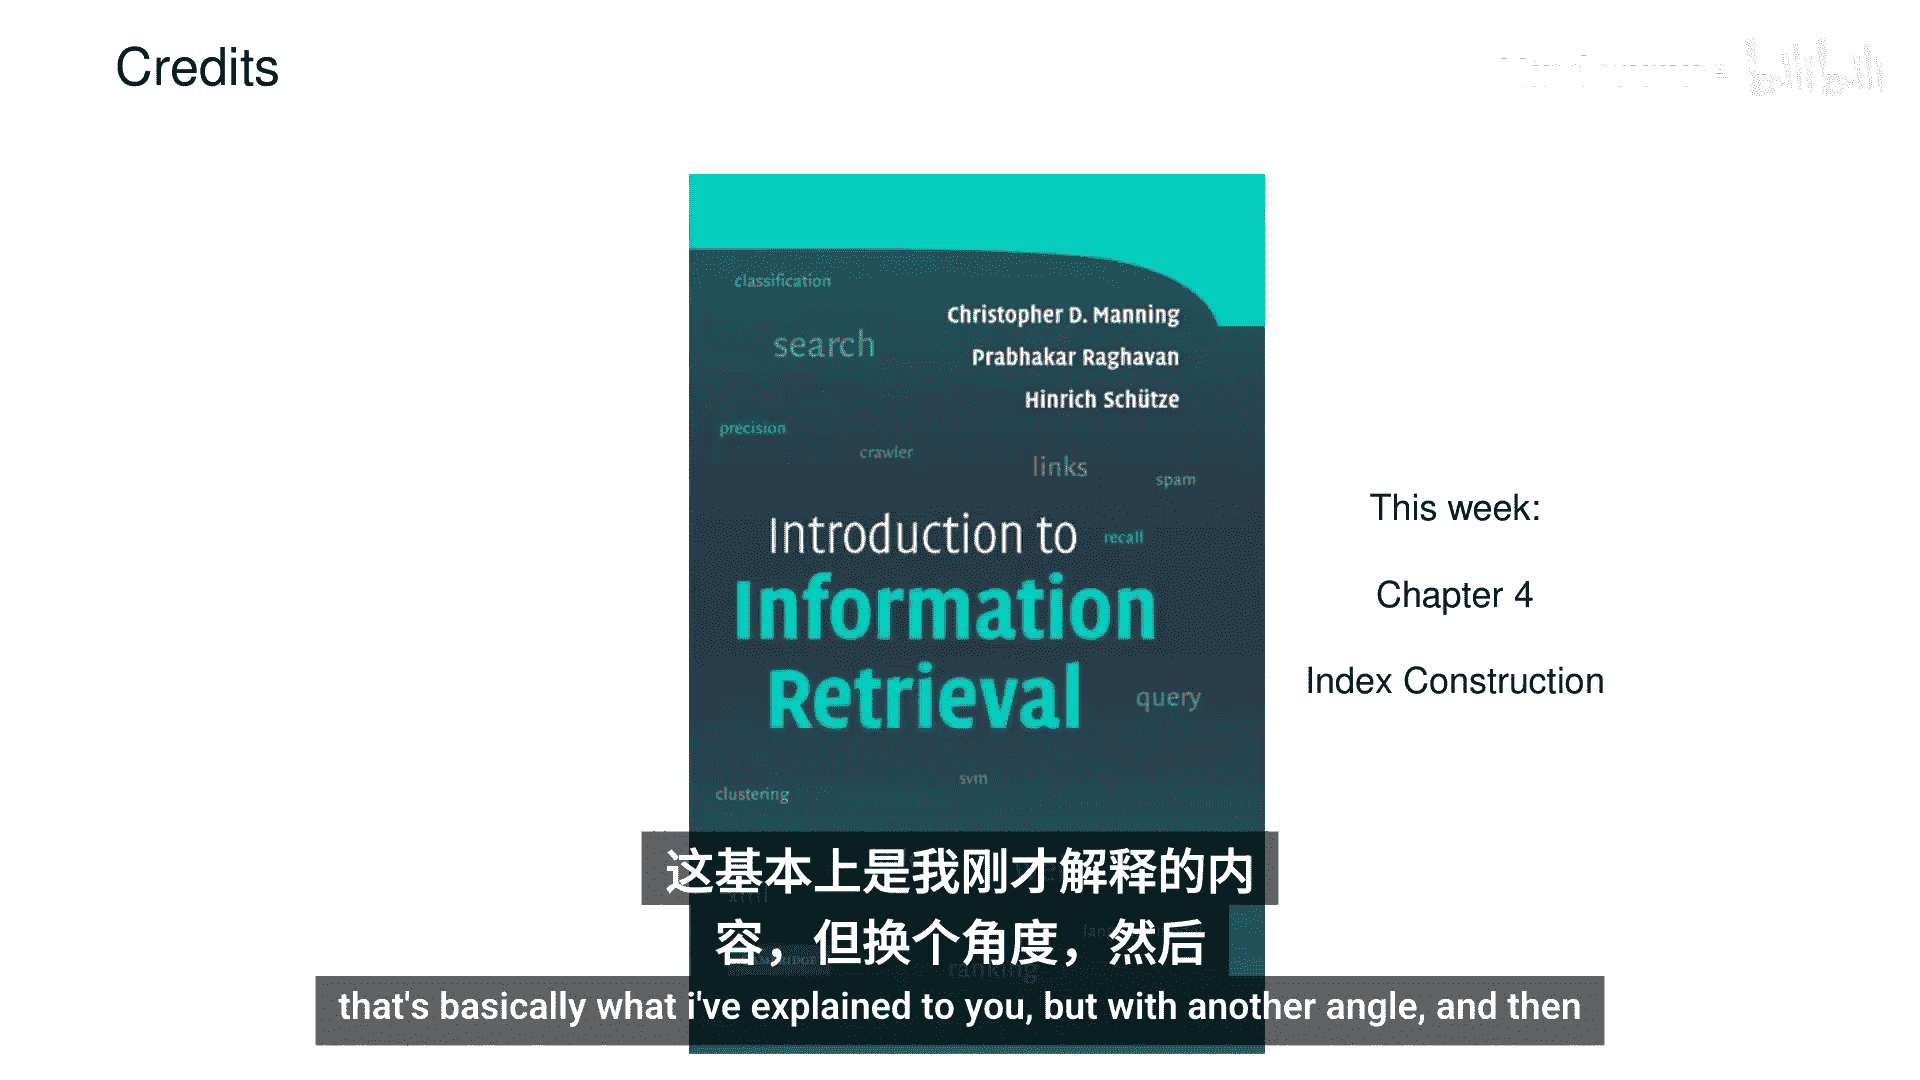 Credits
bilibili
classification
Christopher D. Manning
search
Prabhakar Raghavan
Hinrich Schütze
precision
crawler
links
spam
This week:
Introduction to
recall
Information
Chapter 4
Retrieval
query
Index Construction
svm
clustering
这基本上是我刚才解释的内
容，但换个角度，然后
ranking
that's basically what i've explained to you, but with another angle, and then